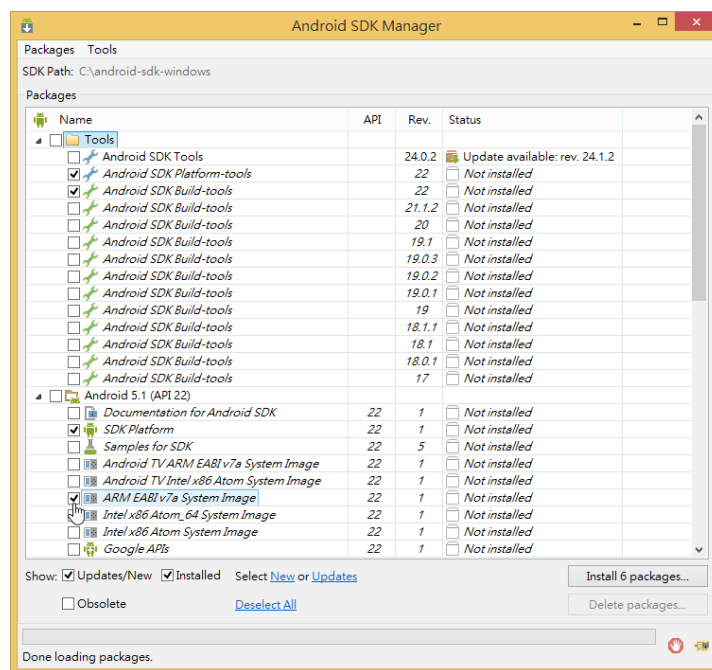 Android SDK Manager
Packages Tools
SDK Path: C:\android-sdk-windows
Packages
Name API Rev. Status
Tools
Android SDK Tools 24.0.2 Update available: rev. 24.1.2
Android SDK Platform-tools 22 Not installed
Android SDK Build-tools 22 Not installed
Android SDK Build-tools 21.1.2 Not installed
Android SDK Build-tools 20 Not installed
Android SDK Build-tools 19.1 Not installed
Android SDK Build-tools 19.0.3 Not installed
Android SDK Build-tools 19.0.2 Not installed
Android SDK Build-tools 19.0.1 Not installed
Android SDK Build-tools 19 Not installed
Android SDK Build-tools 18.1.1 Not installed
Android SDK Build-tools 18.1 Not installed
Android SDK Build-tools 18.0.1 Not installed
Android SDK Build-tools 17 Not installed
Android 5.1 (API 22)
Documentation for Android SDK 22 1 Not installed
SDK Platform 22 1 Not installed
Samples for SDK 22 5 Not installed
Android TV ARM EABI v7a System Image 22 1 Not installed
Android TV Intel x86 Atom System Image 22 1 Not installed
ARM EABI v7a System Image 22 1 Not installed
Intel x86 Atom_64 System Image 22 1 Not installed
Intel x86 Atom System Image 22 1 Not installed
Google APIs 22 1 Not installed
Show: Updates/New Installed Select New or Updates Install 6 packages...
Obsolete Deselect All Delete packages...
Done loading packages.